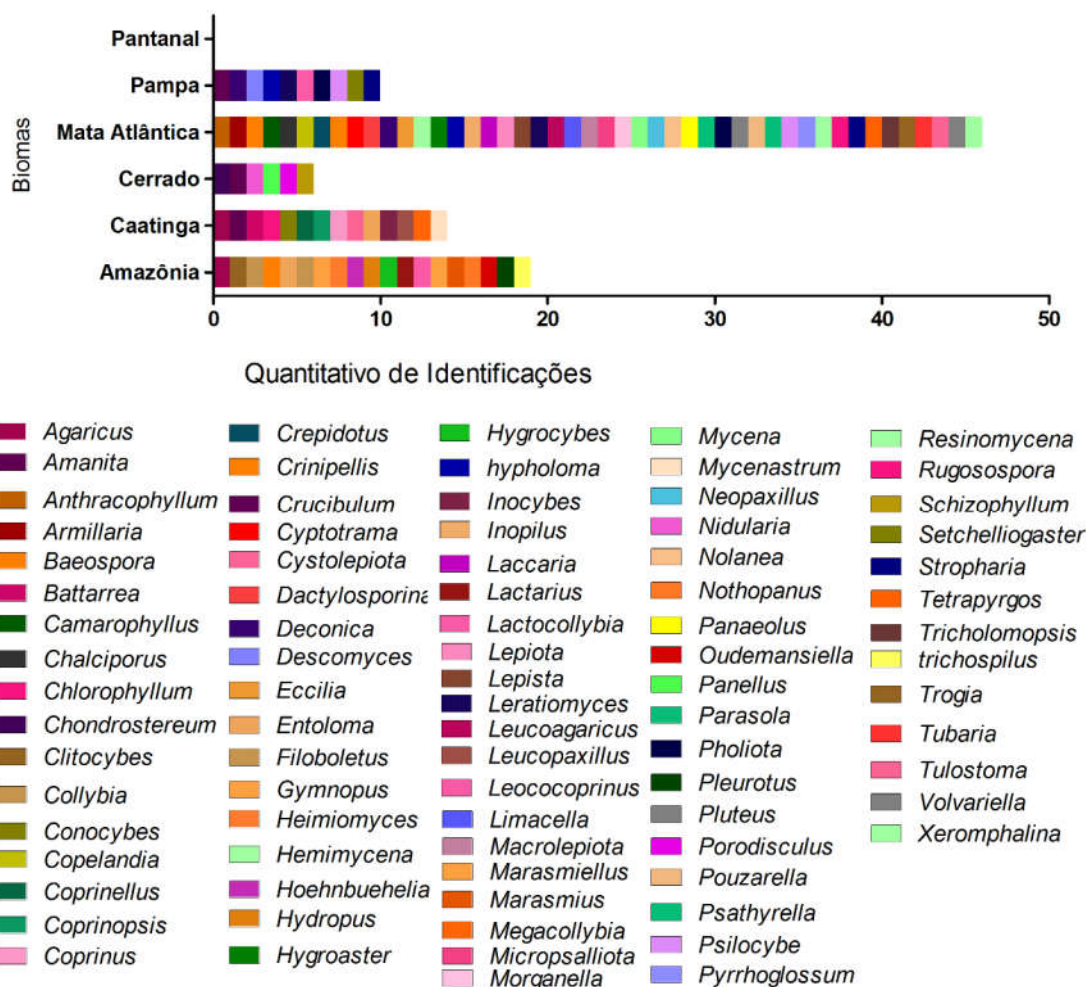 Biomas
Pantanal
Pampa
Mata Atlântica
Cerrado
Caatinga
Amazônia
0 10 20 30 40 50
Quantitativo de Identificações
Agaricus
Amanita
Anthracophyllum
Armillaria
Baeospora
Battarrea
Camarophyllus
Chalciporus
Chlorophyllum
Chondrostereum
Clitocybes
Collybia
Conocybes
Copelandia
Coprinellus
Coprinopsis
Coprinus
Crepidotus
Crinipellis
Crucibulum
Cyptotrama
Cystolepiota
Dactylosporina
Deconica
Descomyces
Eccilia
Entoloma
Filoboletus
Gymnopus
Heimiomyces
Hemimycena
Hoehnbuehelia
Hydropus
Hygroaster
Hygrocybes
hypholoma
Inocybes
Inopilus
Laccaria
Lactarius
Lactocollybia
Lepiota
Lepista
Leratiomyces
Leucoagaricus
Leucopaxillus
Leococoprinus
Limacella
Macrolepiota
Marasmiellus
Marasmius
Megacollybia
Micropsalliota
Morganella
Mycena
Mycenastrum
Neopaxillus
Nidularia
Nolanea
Nothopanus
Panaeolus
Oudemansiella
Panellus
Parasola
Pholiota
Pleurotus
Pluteus
Porodisculus
Pouzarella
Psathyrella
Psilocybe
Pyrrhoglossum
Resinomycena
Rugosospora
Schizophyllum
Setchelliogaster
Stropharia
Tetrapyrgos
Tricholomopsis
trichospilus
Trogia
Tubaria
Tulostoma
Volvariella
Xeromphalina